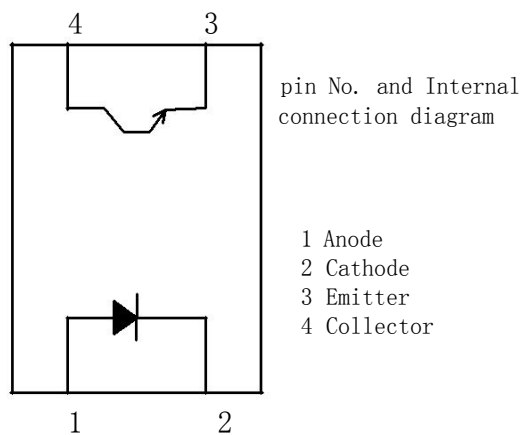 4 3
pin No. and Internal
connection diagram
1 Anode
2 Cathode
3 Emitter
4 Collector
1 2